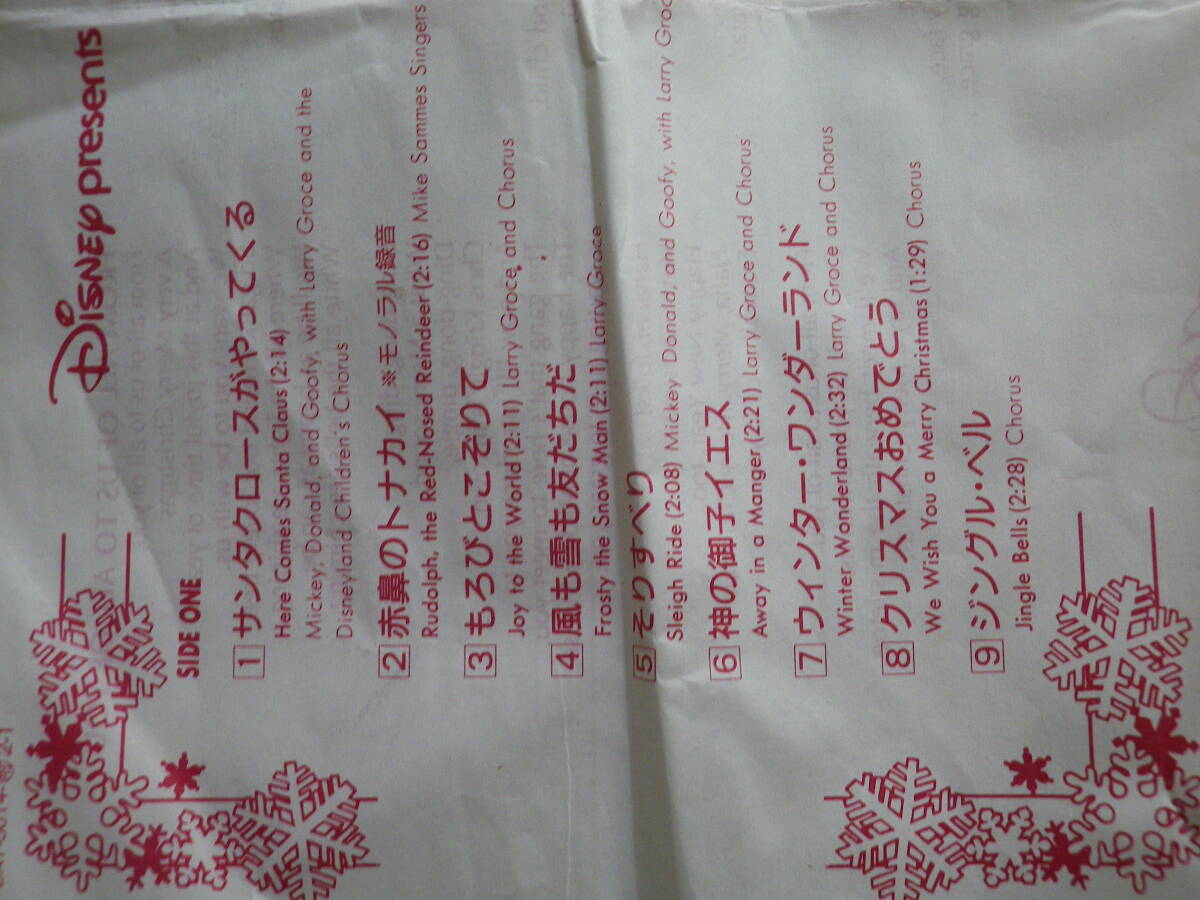 Disney presents
SIDE ONE
1 サンタクロースがやってくる
Here Comes Santa Claus (2:14)
Mickey, Donald, and Goofy, with Larry Groce and the
Disneyland Children's Chorus
2 赤鼻のトナカイ ※モノラル録音
Rudolph, the Red-Nosed Reindeer (2:16) Mike Sammes Singers
3 もろびとこぞりて
Joy to the World (2:11) Larry Groce, and Chorus
4 風も雪も友だちだ
Frosty the Snow Man (2:11) Larry Groce
5 そりすべり
Sleigh Ride (2:08) Mickey Donald, and Goofy, with Larry Groc
6 神の御子イエス
Away in a Manger (2:21) Larry Groce and Chorus
7 ウィンター・ワンダーランド
Winter Wonderland (2:32) Larry Groce and Chorus
8 クリスマスおめでとう
We Wish You a Merry Christmas (1:29) Chorus
9 ジングル・ベル
Jingle Bells (2:28) Chorus